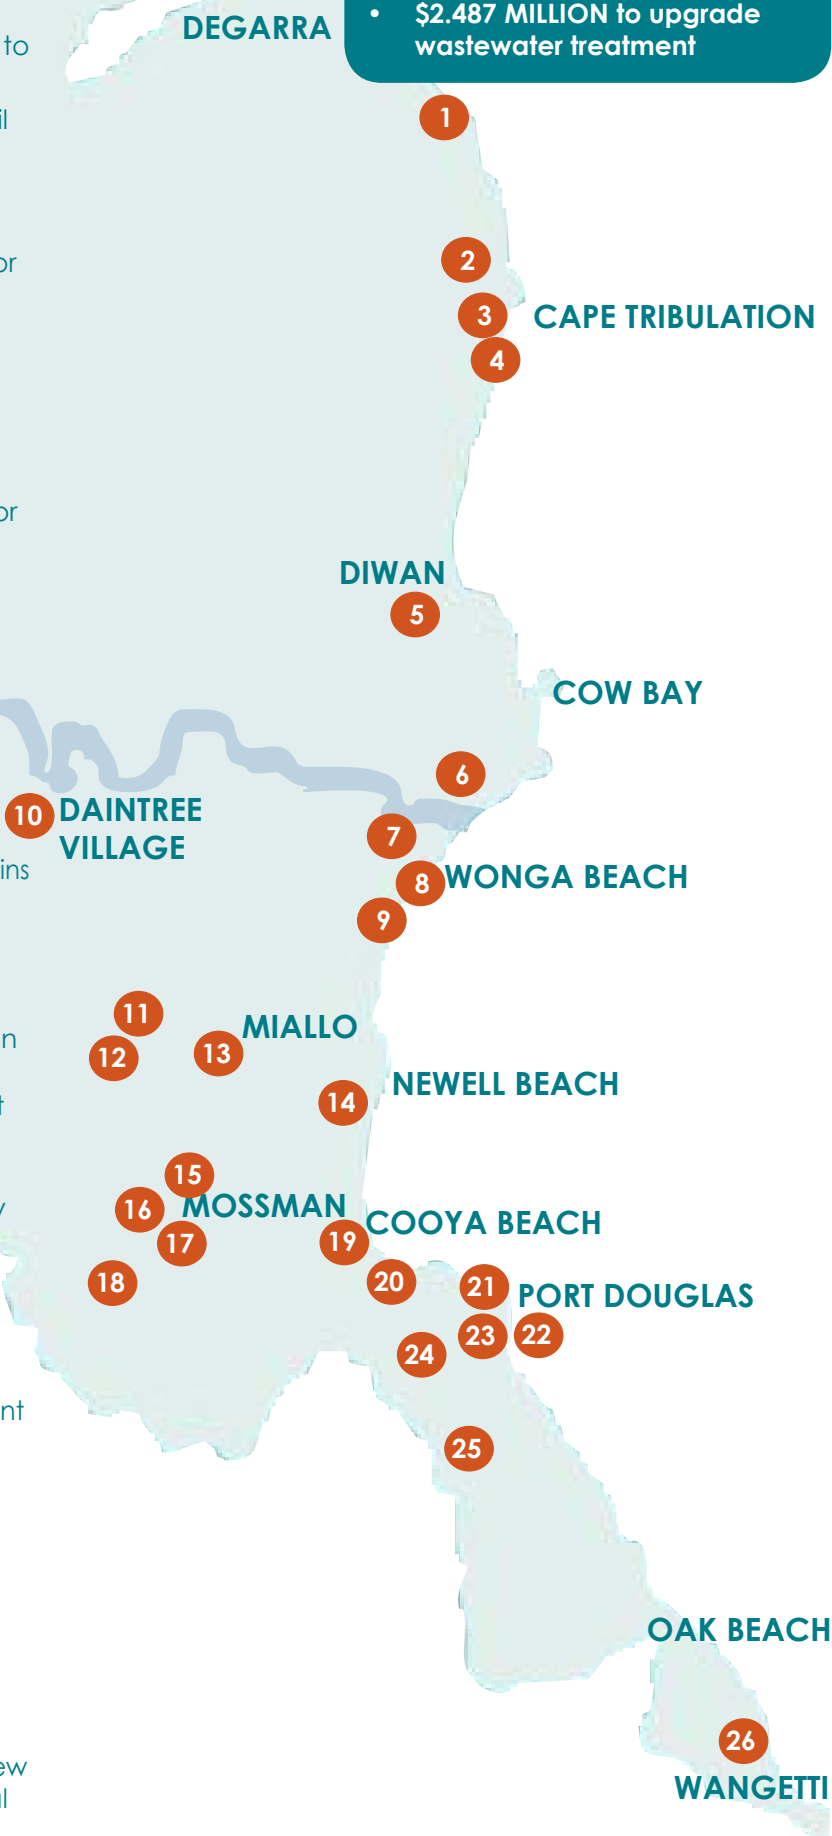 • $2.487 MILLION to upgrade
wastewater treatment
DEGARRA
to
1
2
3
CAPE TRIBULATION
4
DIWAN
5
COW BAY
6
10
DAINTREE
VILLAGE
7
8
WONGA BEACH
9
11
12
13
MIALLO
14
NEWELL BEACH
15
16
MOSSMAN
17
18
19
COOYA BEACH
20
21
PORT DOUGLAS
22
23
24
25
OAK BEACH
26
WANGETTI